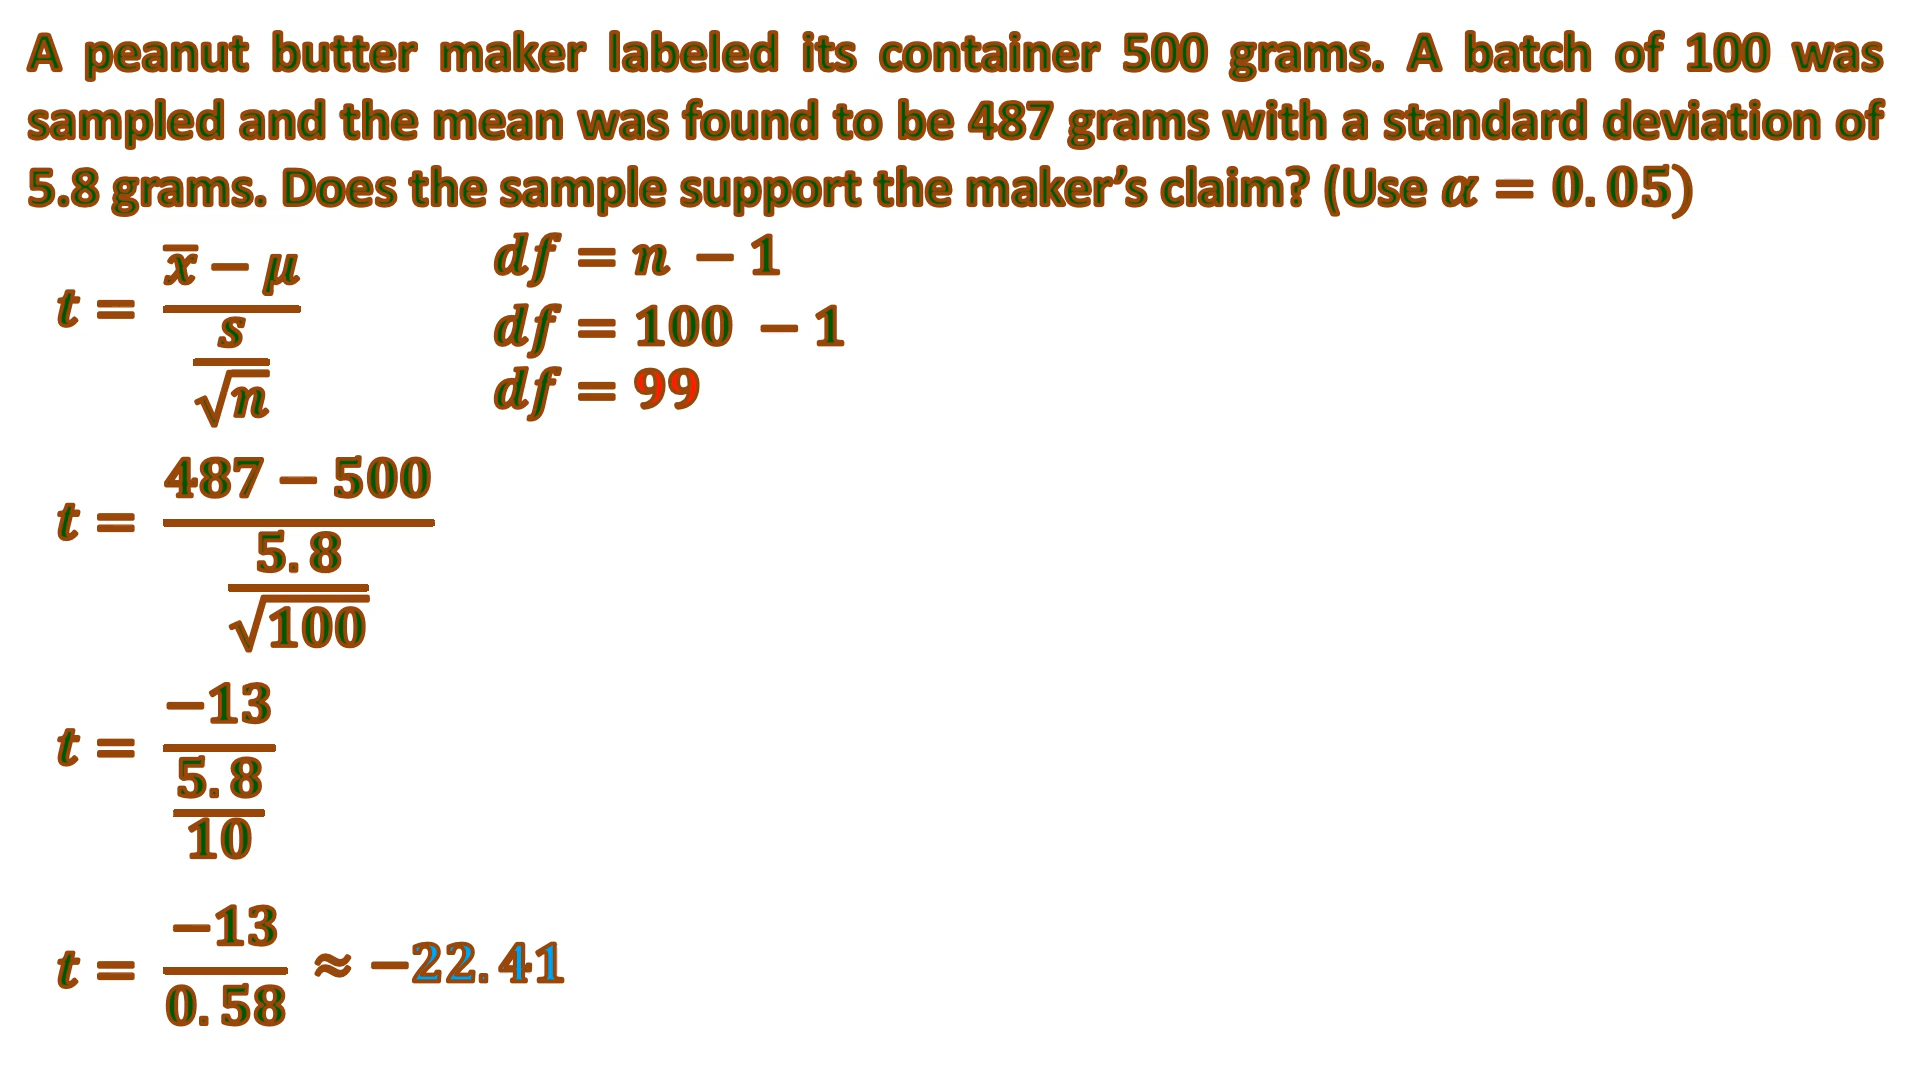 A peanut butter maker labeled its container 500 grams. A batch of 100 was
sampled and the mean was found to be 487 grams with a standard deviation of
5.8 grams. Does the sample support the maker’s claim? (Use α = 0.05)
t = (x̅ − μ) / (s / √n)
df = n − 1
df = 100 − 1
df = 99
t = (487 − 500) / (5.8 / √100)
t = −13 / (5.8 / 10)
t = −13 / 0.58 ≈ −22.41